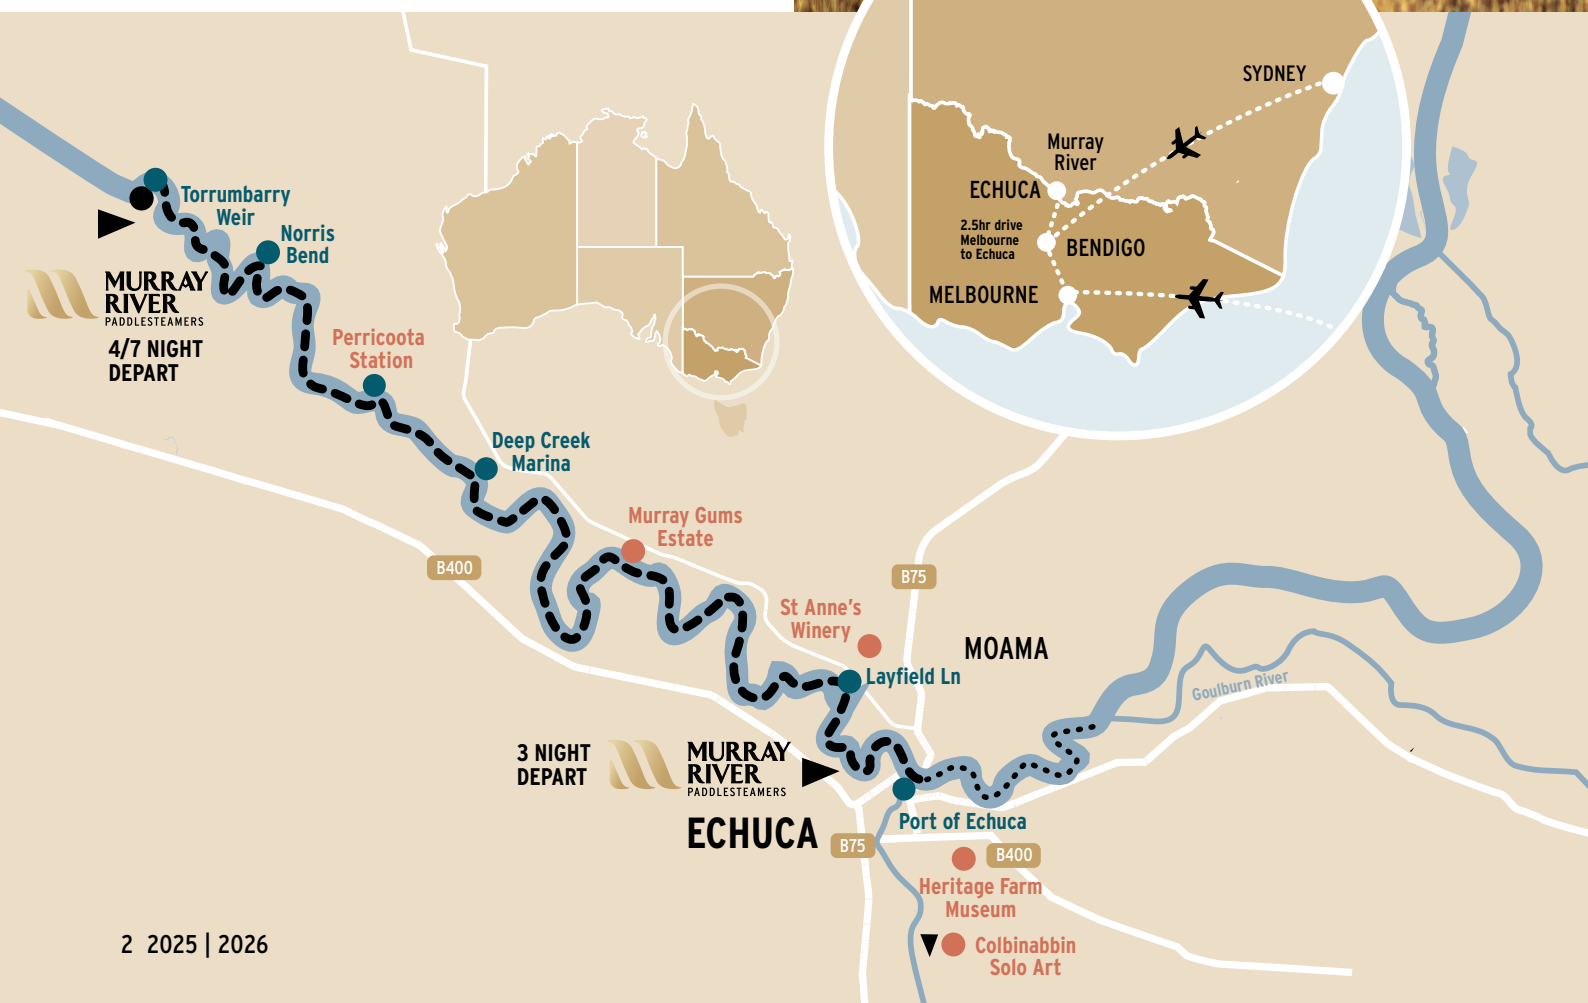 SYDNEY
Murray
River
ECHUCA
2.5hr drive
Melbourne
to Echuca
BENDIGO
MELBOURNE
Torrumbarry
Weir
Norris
Bend
MURRAY
RIVER
PADDLESTEAMERS
4/7 NIGHT
DEPART
Perricoota
Station
Deep Creek
Marina
Murray Gums
Estate
B400
B75
St Anne's
Winery
MOAMA
Layfield Ln
Goulburn River
3 NIGHT
DEPART
MURRAY
RIVER
PADDLESTEAMERS
ECHUCA
Port of Echuca
B75
B400
Heritage Farm
Museum
Colbinabbin
Solo Art
2 2025 | 2026